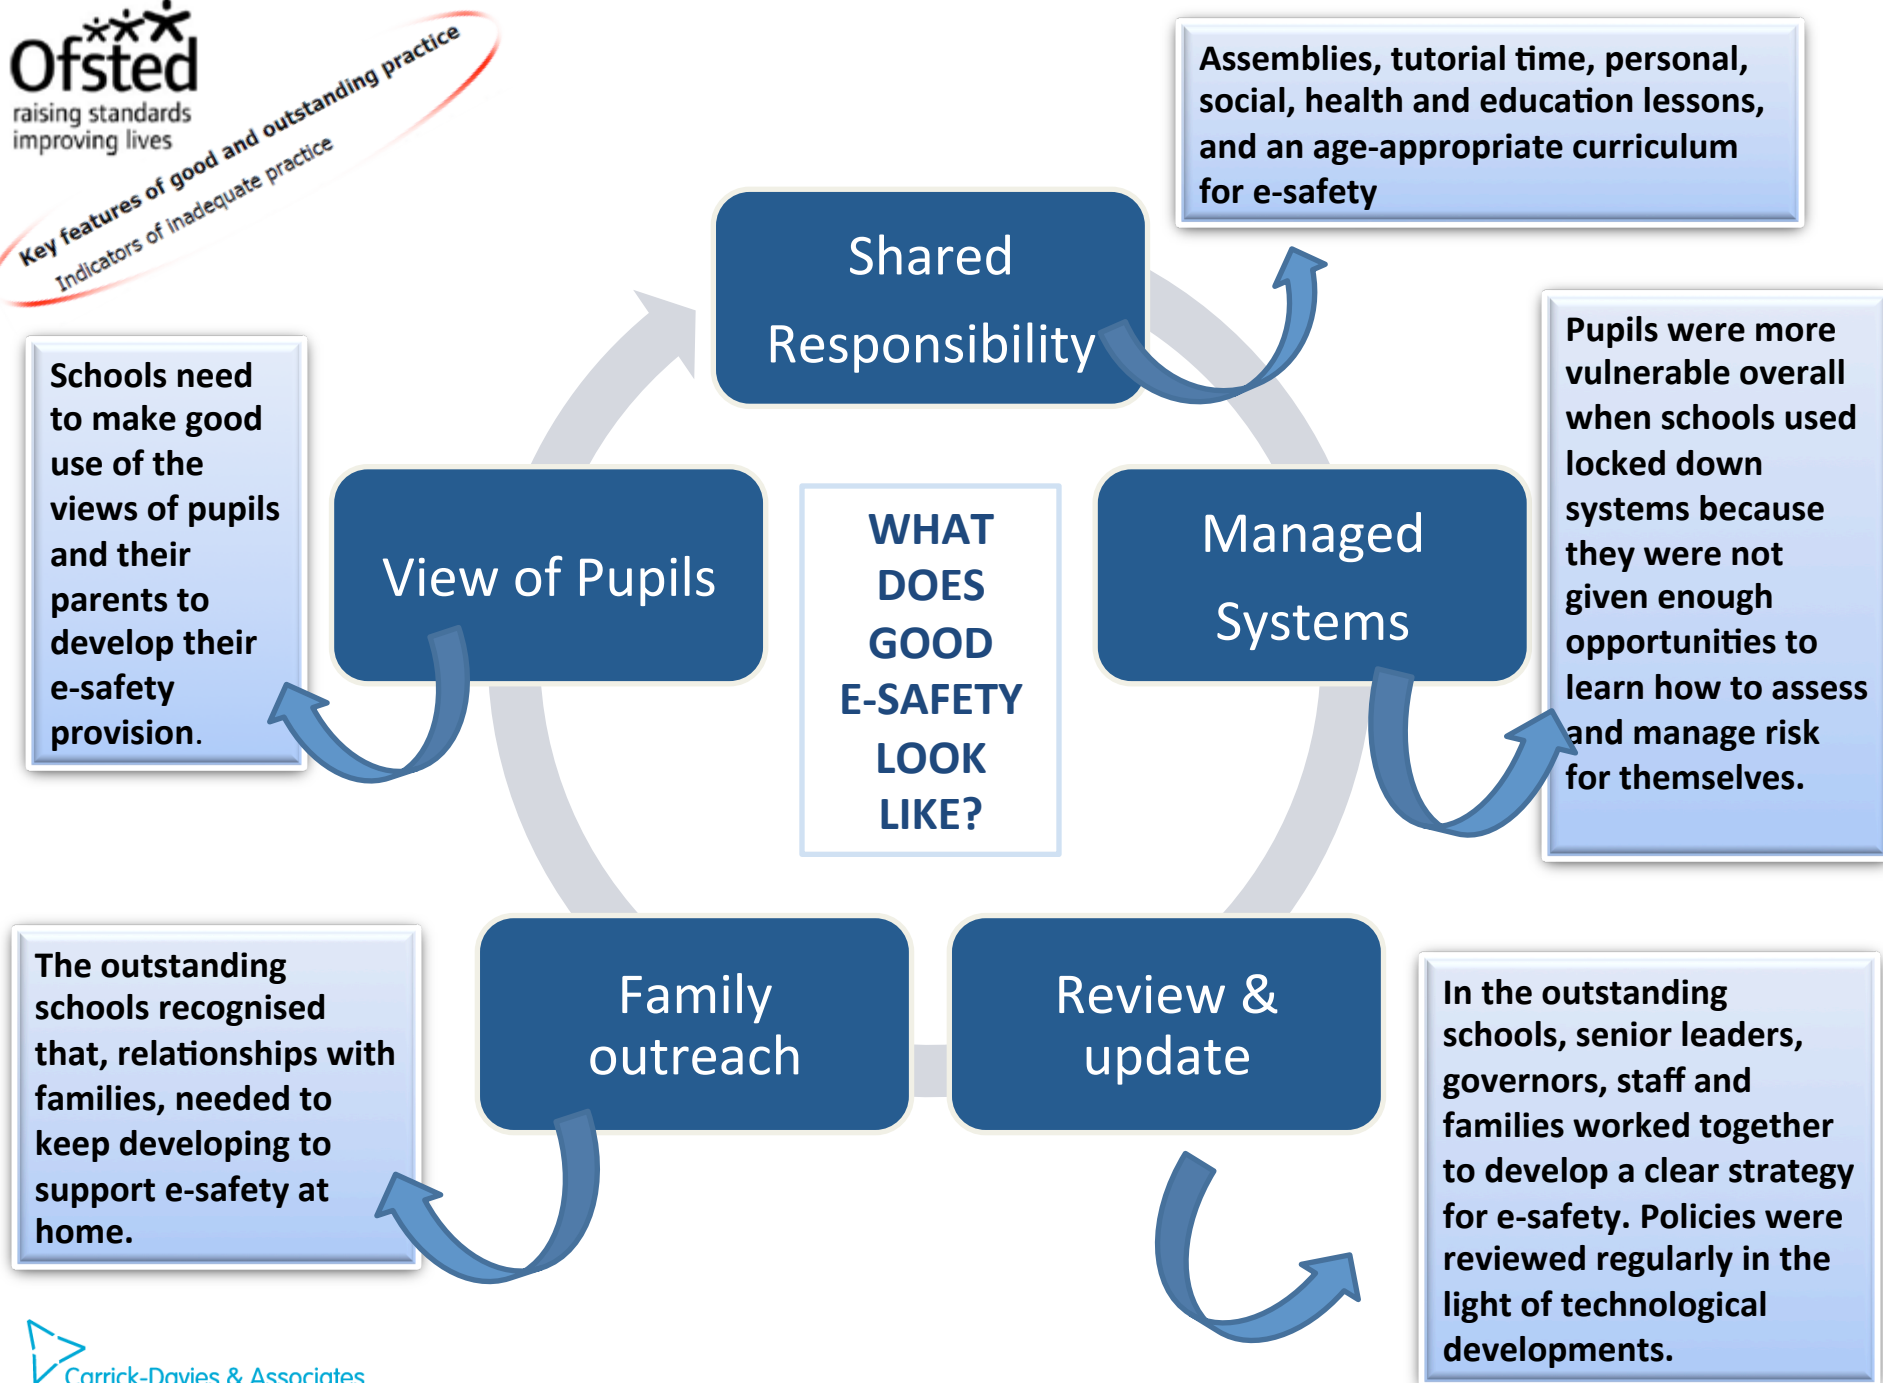 Ofsted
raising standards
improving lives
Key features of good and outstanding practice
Indicators of inadequate practice
Assemblies, tutorial time, personal,
social, health and education lessons,
and an age-appropriate curriculum
for e-safety
Shared
Responsibility
Pupils were more
vulnerable overall
when schools used
locked down
systems because
they were not
given enough
opportunities to
learn how to assess
and manage risk
for themselves.
Managed
Systems
In the outstanding
schools, senior leaders,
governors, staff and
families worked together
to develop a clear strategy
for e-safety. Policies were
reviewed regularly in the
light of technological
developments.
Review &
update
Family
outreach
The outstanding
schools recognised
that, relationships with
families, needed to
keep developing to
support e-safety at
home.
View of Pupils
Schools need
to make good
use of the
views of pupils
and their
parents to
develop their
e-safety
provision.
WHAT
DOES
GOOD
E-SAFETY
LOOK
LIKE?
Carrick-Davies & Associates